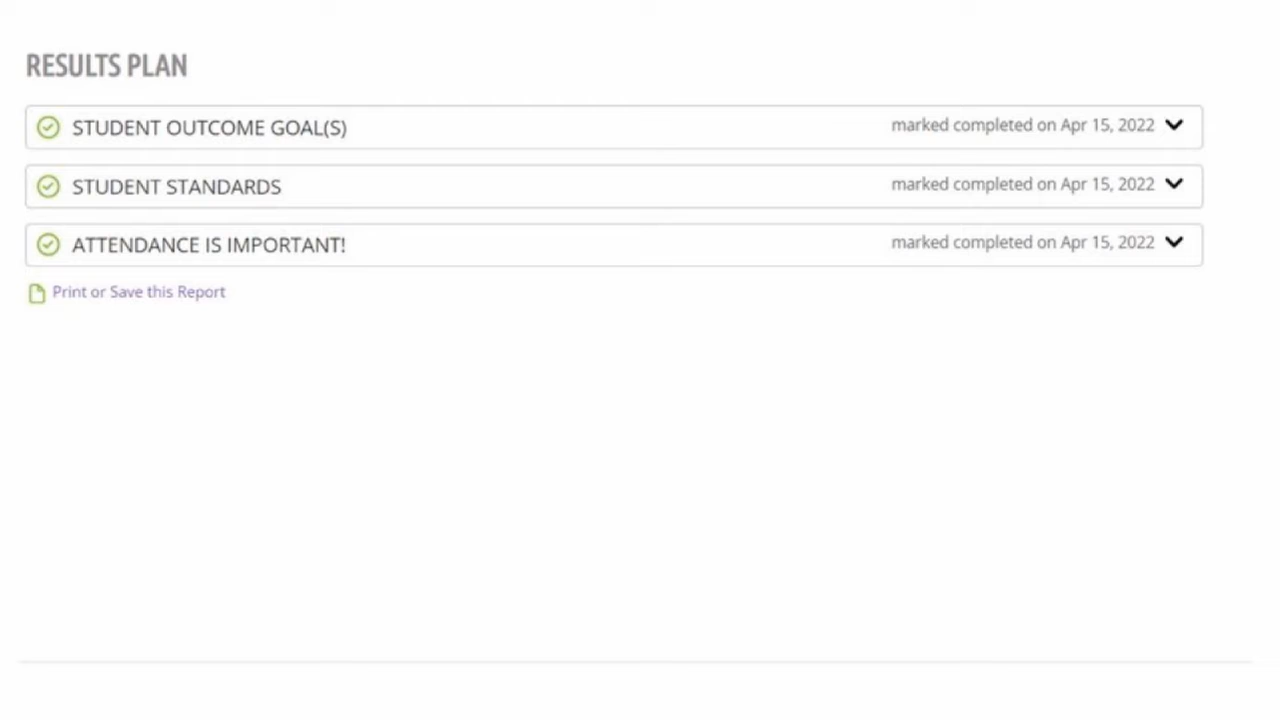 RESULTS PLAN
STUDENT OUTCOME GOAL(S) marked completed on Apr 15, 2022
STUDENT STANDARDS marked completed on Apr 15, 2022
ATTENDANCE IS IMPORTANT! marked completed on Apr 15, 2022
Print or Save this Report